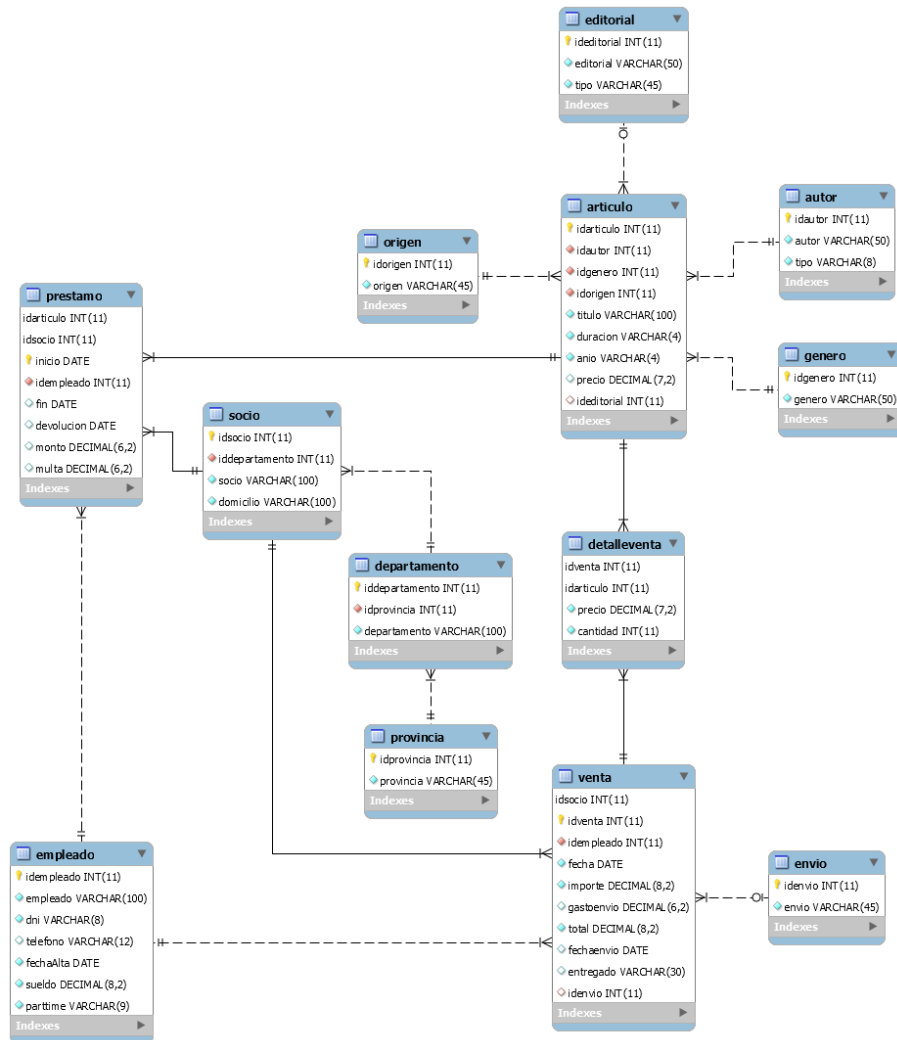 editorial
ideditorial INT(11)
editorial VARCHAR(50)
tipo VARCHAR(45)
Indexes
articulo
idarticulo INT(11)
idautor INT(11)
idgenero INT(11)
idorigen INT(11)
titulo VARCHAR(100)
duracion VARCHAR(4)
anio VARCHAR(4)
precio DECIMAL(7,2)
ideditorial INT(11)
Indexes
autor
idautor INT(11)
autor VARCHAR(50)
tipo VARCHAR(8)
Indexes
origen
idorigen INT(11)
origen VARCHAR(45)
Indexes
prestamo
idarticulo INT(11)
idsocio INT(11)
inicio DATE
idempleado INT(11)
fin DATE
devolucion DATE
monto DECIMAL(6,2)
multa DECIMAL(6,2)
Indexes
genero
idgenero INT(11)
genero VARCHAR(50)
Indexes
socio
idsocio INT(11)
iddepartamento INT(11)
socio VARCHAR(100)
domicilio VARCHAR(100)
Indexes
detalleventa
idventa INT(11)
idarticulo INT(11)
precio DECIMAL(7,2)
cantidad INT(11)
Indexes
departamento
iddepartamento INT(11)
idprovincia INT(11)
departamento VARCHAR(100)
Indexes
provincia
idprovincia INT(11)
provincia VARCHAR(45)
Indexes
venta
idsocio INT(11)
idventa INT(11)
idempleado INT(11)
fecha DATE
importe DECIMAL(8,2)
gastoenvio DECIMAL(6,2)
total DECIMAL(8,2)
fechaenvio DATE
entregado VARCHAR(30)
idenvio INT(11)
Indexes
empleado
idempleado INT(11)
empleado VARCHAR(100)
dni VARCHAR(8)
telefono VARCHAR(12)
fechaAlta DATE
sueldo DECIMAL(8,2)
parttime VARCHAR(9)
Indexes
envio
idenvio INT(11)
envio VARCHAR(45)
Indexes